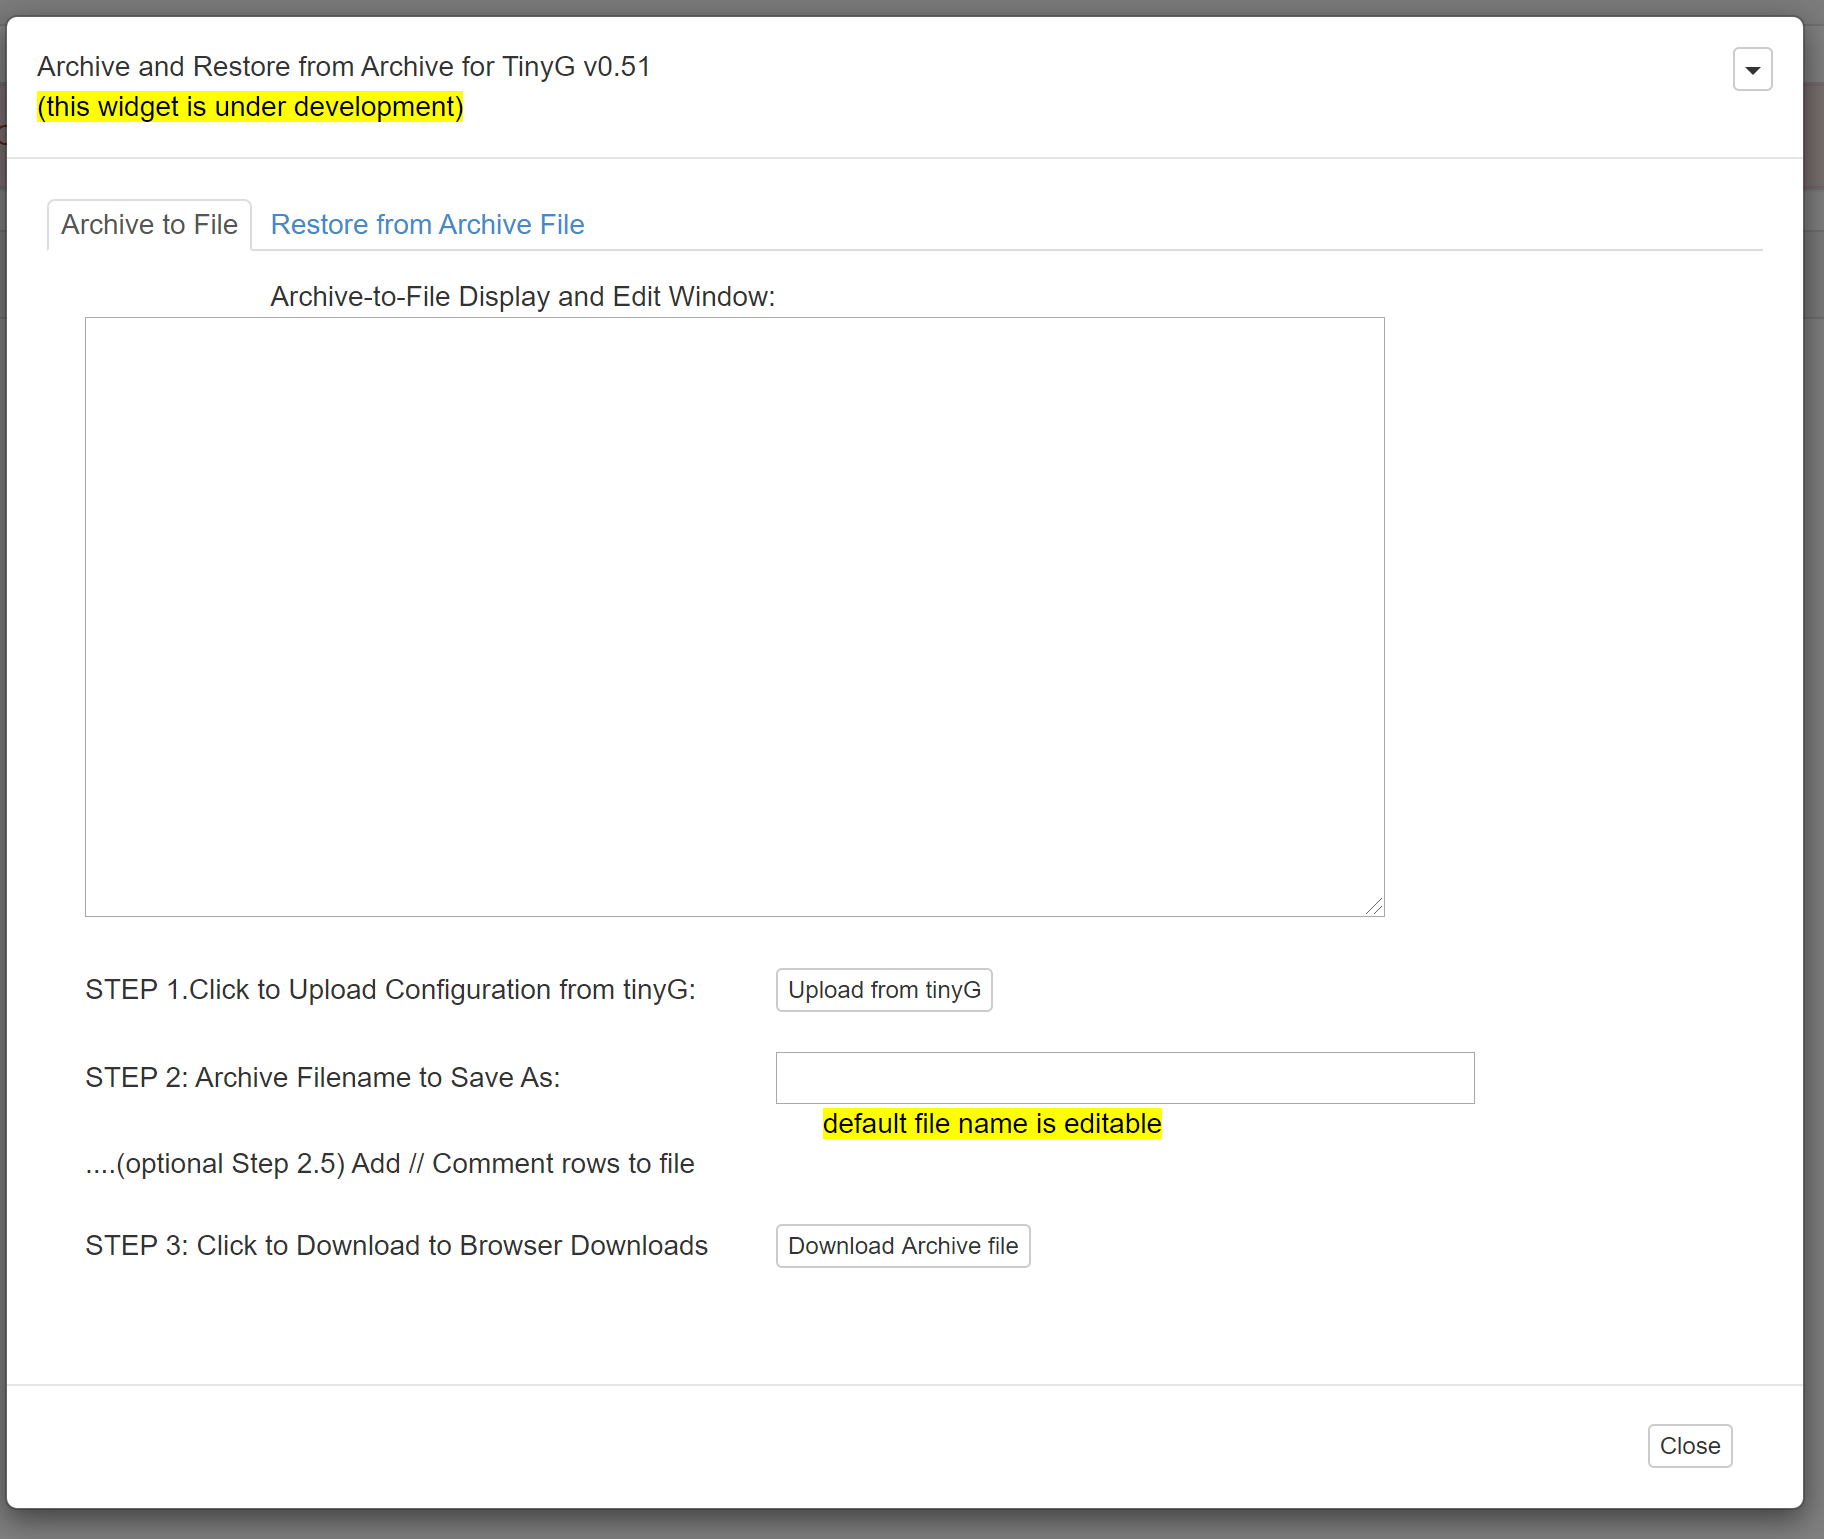 Archive and Restore from Archive for TinyG v0.51
(this widget is under development)
Archive to File
Restore from Archive File
Archive-to-File Display and Edit Window:
STEP 1.Click to Upload Configuration from tinyG:
Upload from tinyG
STEP 2: Archive Filename to Save As:
default file name is editable
....(optional Step 2.5) Add // Comment rows to file
STEP 3: Click to Download to Browser Downloads
Download Archive file
Close